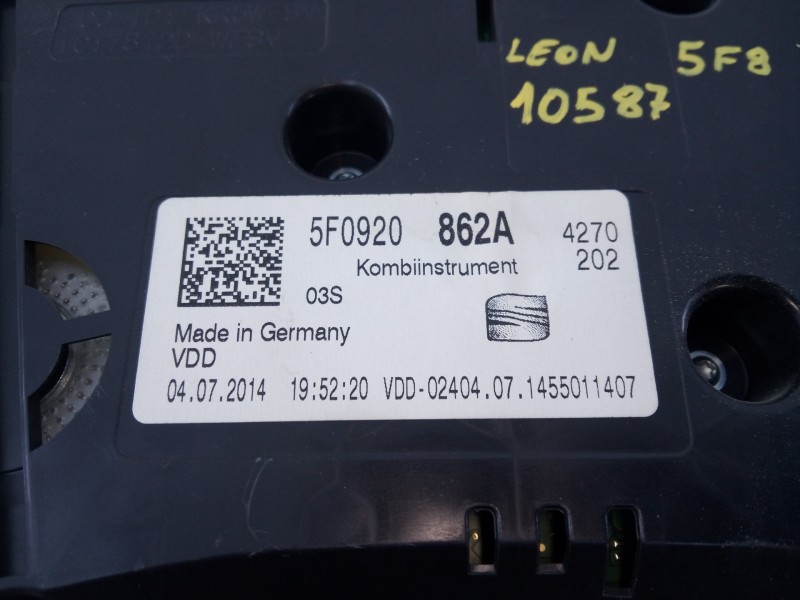 LEON 5F8
10587
5F0920 862A 4270
Kombiinstrument 202
03S
Made in Germany
VDD
04.07.2014 19:52:20 VDD-02404.07.1455011407